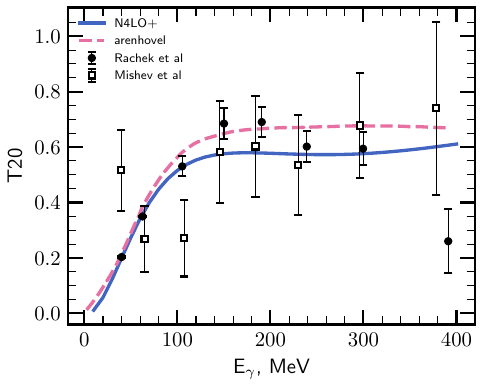 N4LO+
arenhovel
Rachek et al
Mishev et al
1.0
0.8
0.6
0.4
0.2
0.0
T20
0 100 200 300 400
Eγ, MeV